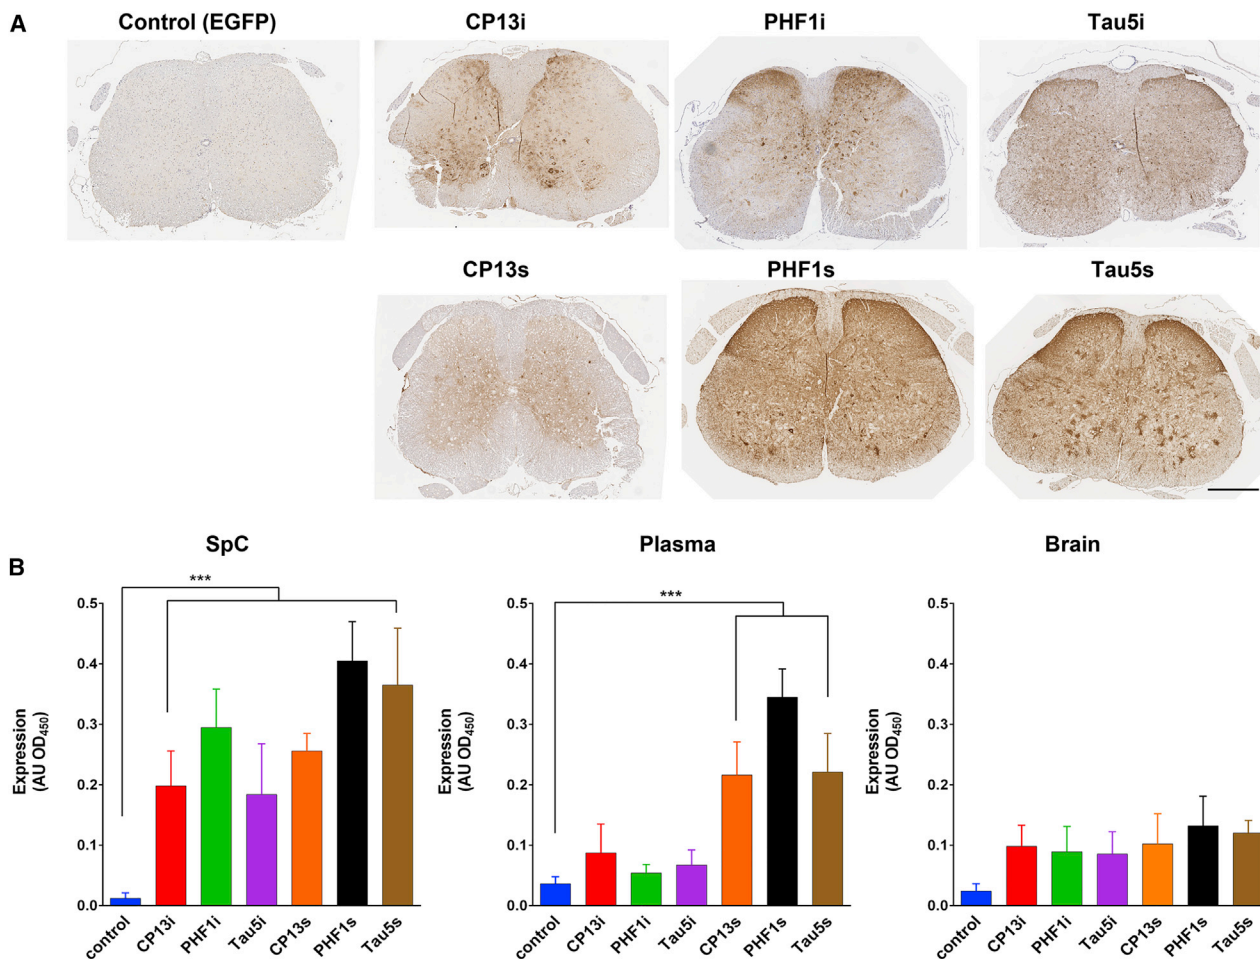 A
Control (EGFP)
CP13i
PHF1i
Tau5i
CP13s
PHF1s
Tau5s
B
SpC
Plasma
Brain
***
Expression
(AU OD450)
0.5
0.4
0.3
0.2
0.1
0.0
control
CP13i
PHF1i
Tau5i
CP13s
PHF1s
Tau5s
***
Expression
(AU OD450)
0.5
0.4
0.3
0.2
0.1
0.0
control
CP13i
PHF1i
Tau5i
CP13s
PHF1s
Tau5s
Expression
(AU OD450)
0.5
0.4
0.3
0.2
0.1
0.0
control
CP13i
PHF1i
Tau5i
CP13s
PHF1s
Tau5s